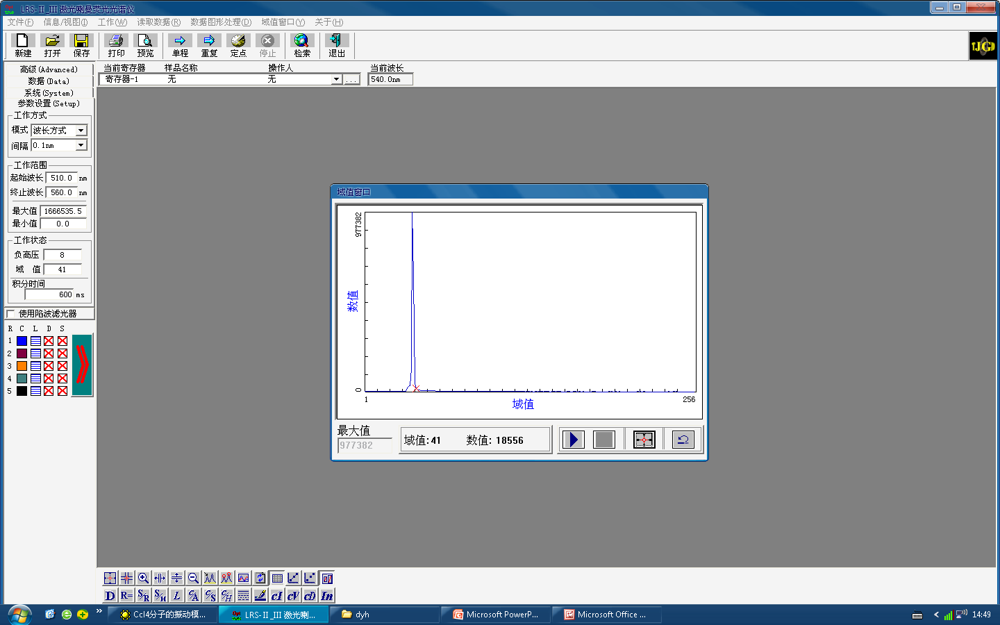 LRS-II_III 激光喇曼荧光光谱仪
文件(F) 信息/视图(I) 工作(W) 读取数据(R) 数据图形处理(D) 域值窗口(Y) 关于(H)
新建 打开 保存 打印 预览 单程 重复 定点 停止 检索 退出
TJGD
高级(Advanced)
数据(Data)
系统(System)
参数设置(Setup)
当前寄存器 样品名称 操作人 当前波长
寄存器-1 无 无 ... 540.0nm
工作方式
模式 波长方式
间隔 0.1nm
工作范围
起始波长 510.0 nm
终止波长 560.0 nm
最大值 1666535.5
最小值 0.0
工作状态
负高压 8
域 值 41
积分时间
600 ms
使用陷波滤光器
R C L D S
1
2
3
4
5
域值窗口
977382
数值
0
1 256
域值
最大值
977382
域值:41 数值: 18556
D R= S/R S/H L C/A C/S C/H cI cV cD In
Ccl4分子的振动模...
LRS-II_III 激光喇...
dyh
Microsoft PowerP...
Microsoft Office ...
14:49